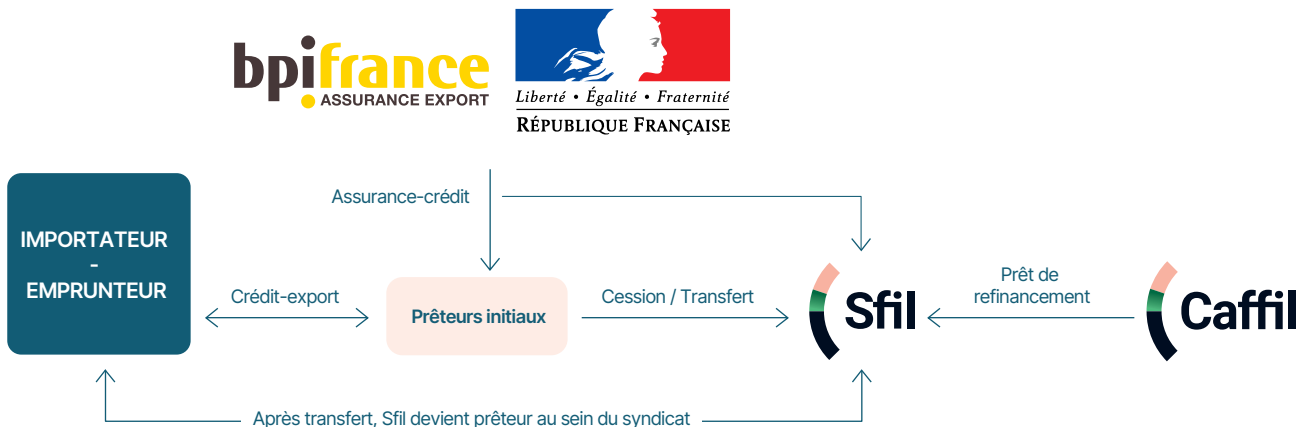 bpifrance
ASSURANCE EXPORT
Liberté • Égalité • Fraternité
RÉPUBLIQUE FRANÇAISE
Assurance-crédit
IMPORTATEUR
-
EMPRUNTEUR
Crédit-export
Prêteurs initiaux
Cession / Transfert
Sfil
Prêt de
refinancement
Caffil
Après transfert, Sfil devient prêteur au sein du syndicat